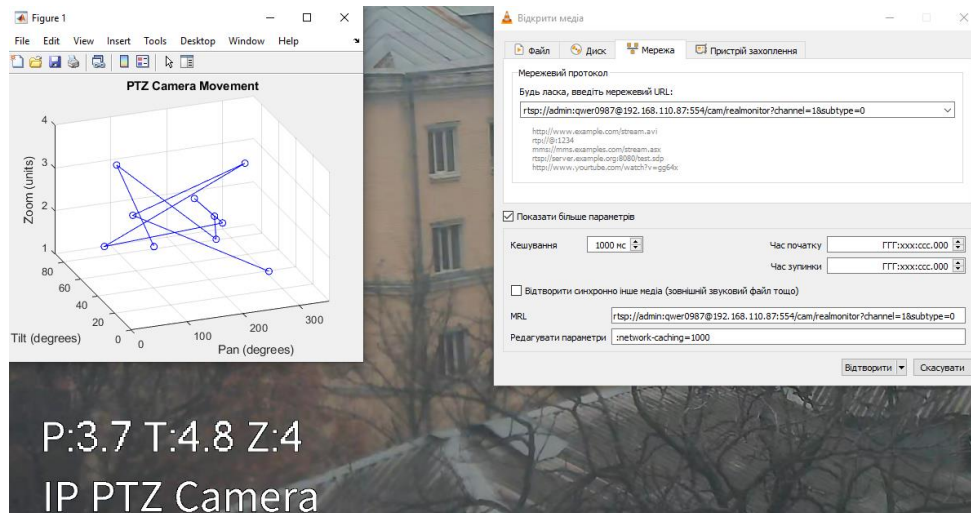 Figure 1
File Edit View Insert Tools Desktop Window Help
PTZ Camera Movement
4
3
2
1
Zoom (units)
80
60
40
20
0
Tilt (degrees)
0
100
200
300
Pan (degrees)
P:3.7 T:4.8 Z:4
IP PTZ Camera
Відкрити медіа
Файл Диск Мережа Пристрій захоплення
Мережевий протокол
Будь ласка, введіть мережевий URL:
rtsp://admin:qwer0987@192.168.110.87:554/cam/realmonitor?channel=1&subtype=0
http://www.example.com/stream.avi
rtp://@:1234
mms://mms.examples.com/stream.asx
rtsp://server.example.org:8080/test.sdp
http://www.yourtube.com/watch?v=gg64x
Показати більше параметрів
Кешування 1000 мс Час початку ГГГ:xxx:ccc.000
Час зупинки ГГГ:xxx:ccc.000
Відтворити синхронно інше медіа (зовнішній звуковий файл тощо)
MRL rtsp://admin:qwer0987@192.168.110.87:554/cam/realmonitor?channel=1&subtype=0
Редагувати параметри :network-caching=1000
Відтворити Скасувати